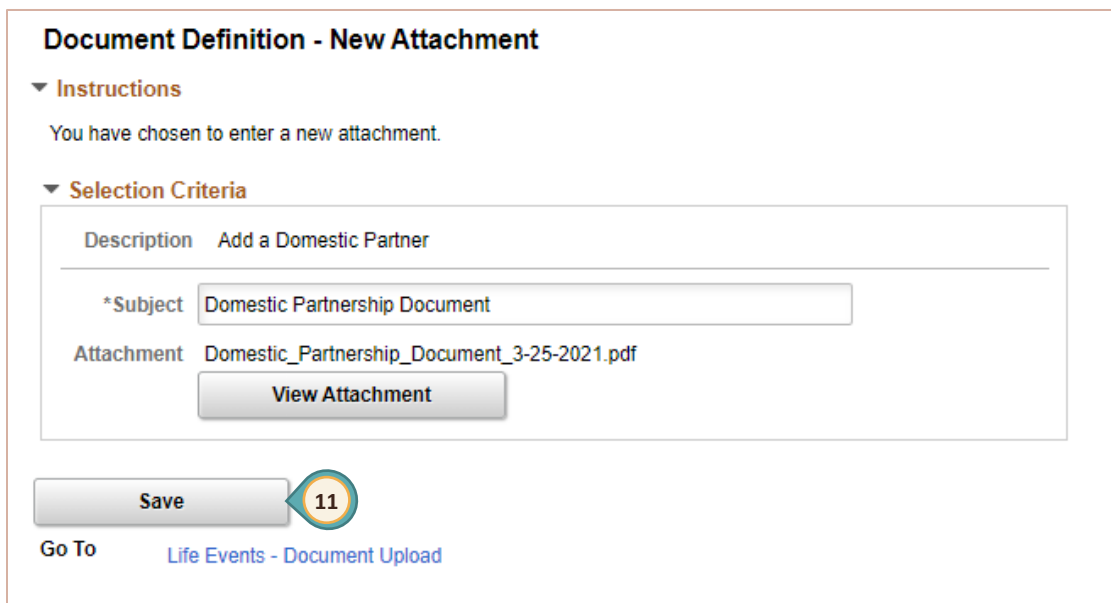 Document Definition - New Attachment
Instructions
You have chosen to enter a new attachment.
Selection Criteria
Description Add a Domestic Partner
*Subject Domestic Partnership Document
Attachment Domestic_Partnership_Document_3-25-2021.pdf
View Attachment
Save 11
Go To Life Events - Document Upload